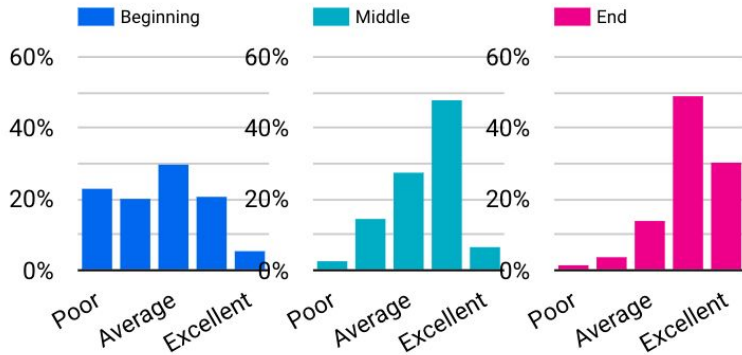 Beginning
Middle
End
60%
40%
20%
0%
60%
40%
20%
0%
60%
40%
20%
0%
Poor
Average
Excellent
Poor
Average
Excellent
Poor
Average
Excellent